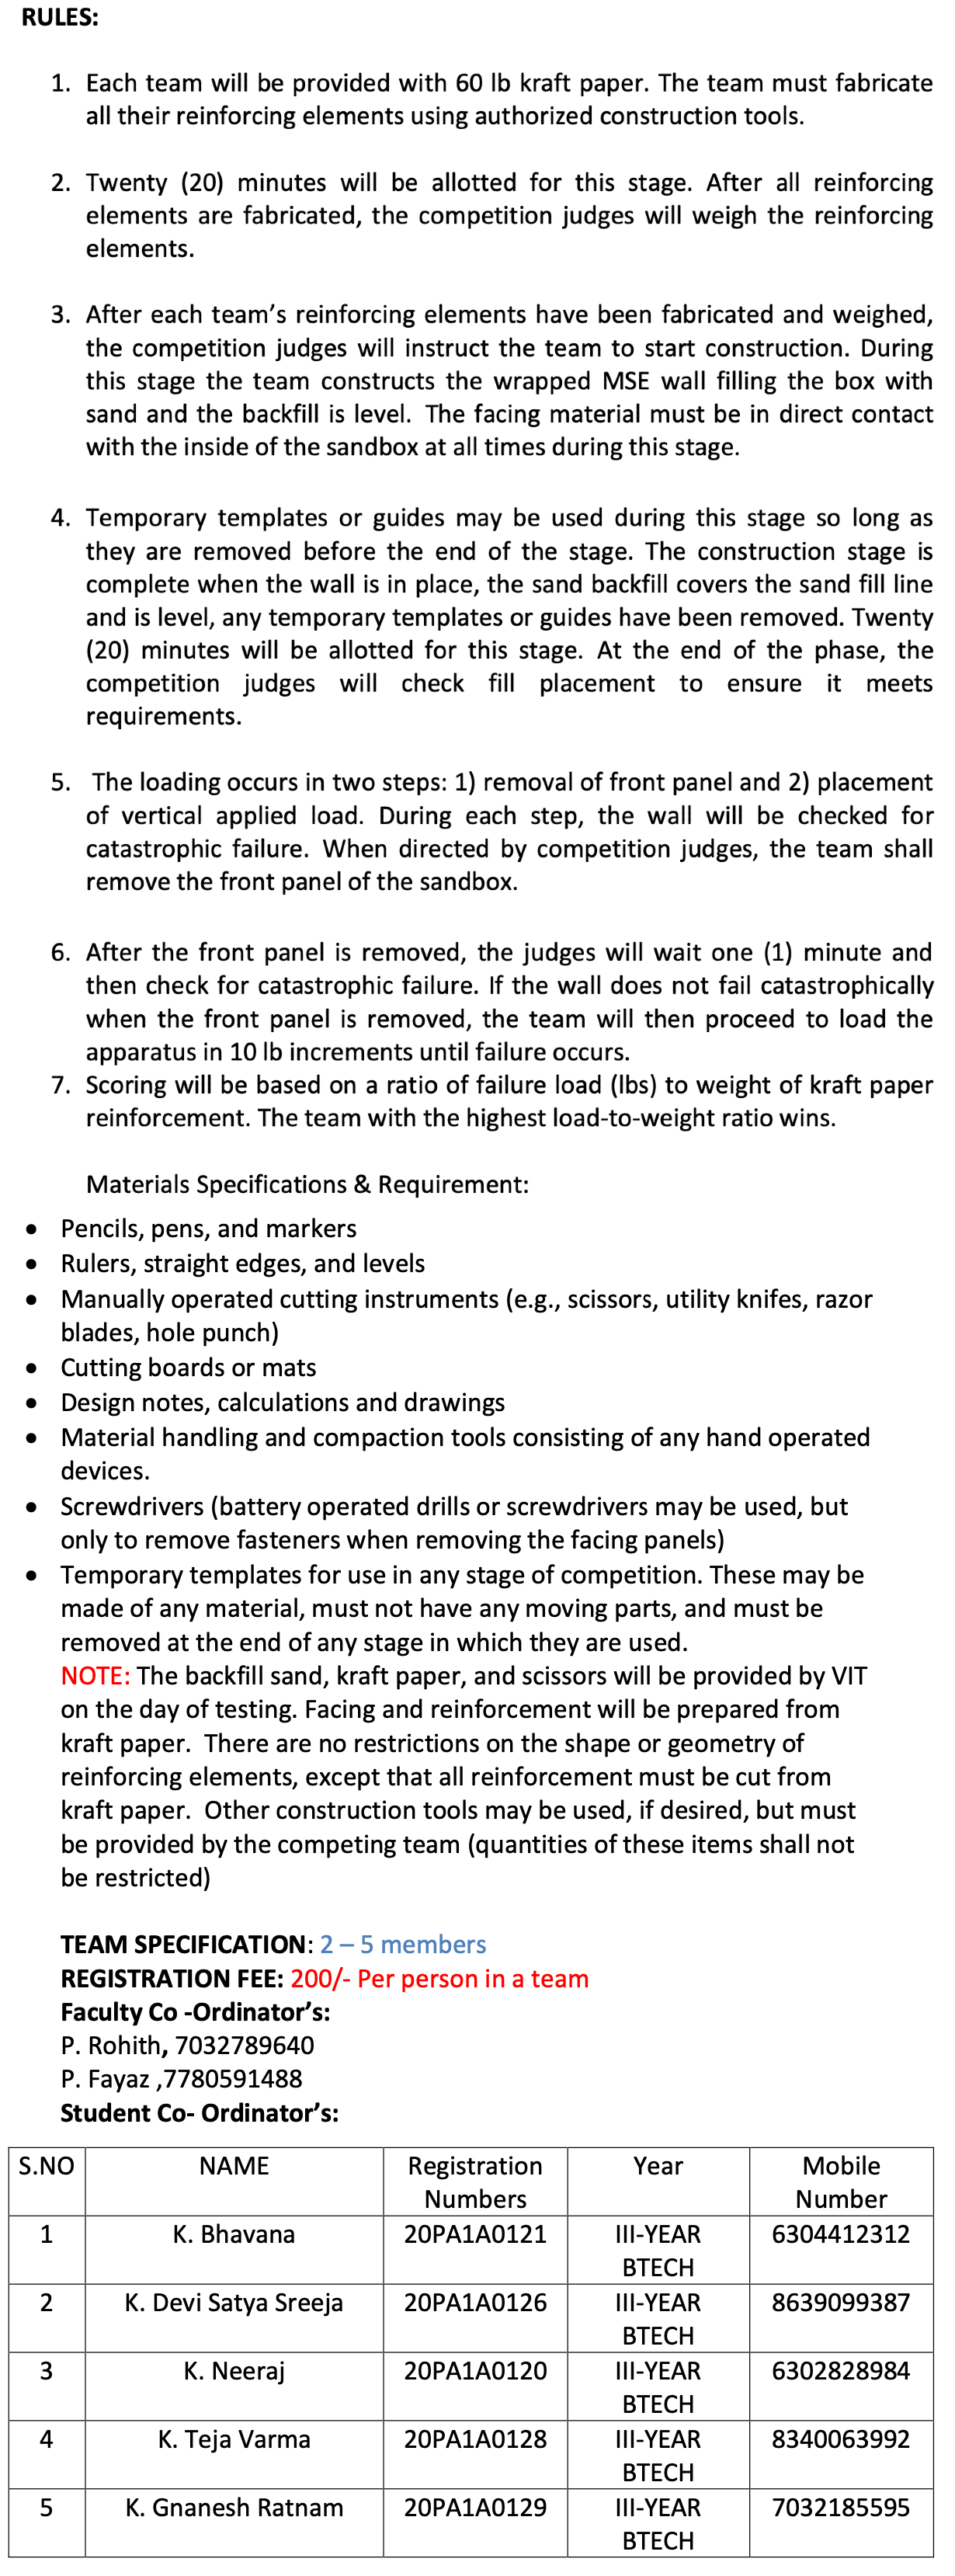 RULES:
1. Each team will be provided with 60 lb kraft paper. The team must fabricate
all their reinforcing elements using authorized construction tools.
2. Twenty (20) minutes will be allotted for this stage. After all reinforcing
elements are fabricated, the competition judges will weigh the reinforcing
elements.
3. After each team’s reinforcing elements have been fabricated and weighed,
the competition judges will instruct the team to start construction. During
this stage the team constructs the wrapped MSE wall filling the box with
sand and the backfill is level. The facing material must be in direct contact
with the inside of the sandbox at all times during this stage.
4. Temporary templates or guides may be used during this stage so long as
they are removed before the end of the stage. The construction stage is
complete when the wall is in place, the sand backfill covers the sand fill line
and is level, any temporary templates or guides have been removed. Twenty
(20) minutes will be allotted for this stage. At the end of the phase, the
competition judges will check fill placement to ensure it meets
requirements.
5. The loading occurs in two steps: 1) removal of front panel and 2) placement
of vertical applied load. During each step, the wall will be checked for
catastrophic failure. When directed by competition judges, the team shall
remove the front panel of the sandbox.
6. After the front panel is removed, the judges will wait one (1) minute and
then check for catastrophic failure. If the wall does not fail catastrophically
when the front panel is removed, the team will then proceed to load the
apparatus in 10 lb increments until failure occurs.
7. Scoring will be based on a ratio of failure load (lbs) to weight of kraft paper
reinforcement. The team with the highest load-to-weight ratio wins.
Materials Specifications & Requirement:
• Pencils, pens, and markers
• Rulers, straight edges, and levels
• Manually operated cutting instruments (e.g., scissors, utility knifes, razor
blades, hole punch)
• Cutting boards or mats
• Design notes, calculations and drawings
• Material handling and compaction tools consisting of any hand operated
devices.
• Screwdrivers (battery operated drills or screwdrivers may be used, but
only to remove fasteners when removing the facing panels)
• Temporary templates for use in any stage of competition. These may be
made of any material, must not have any moving parts, and must be
removed at the end of any stage in which they are used.
NOTE: The backfill sand, kraft paper, and scissors will be provided by VIT
on the day of testing. Facing and reinforcement will be prepared from
kraft paper. There are no restrictions on the shape or geometry of
reinforcing elements, except that all reinforcement must be cut from
kraft paper. Other construction tools may be used, if desired, but must
be provided by the competing team (quantities of these items shall not
be restricted)
TEAM SPECIFICATION: 2 – 5 members
REGISTRATION FEE: 200/- Per person in a team
Faculty Co -Ordinator’s:
P. Rohith, 7032789640
P. Fayaz ,7780591488
Student Co- Ordinator’s:
S.NO NAME Registration Numbers Year Mobile Number
1 K. Bhavana 20PA1A0121 III-YEAR BTECH 6304412312
2 K. Devi Satya Sreeja 20PA1A0126 III-YEAR BTECH 8639099387
3 K. Neeraj 20PA1A0120 III-YEAR BTECH 6302828984
4 K. Teja Varma 20PA1A0128 III-YEAR BTECH 8340063992
5 K. Gnanesh Ratnam 20PA1A0129 III-YEAR BTECH 7032185595